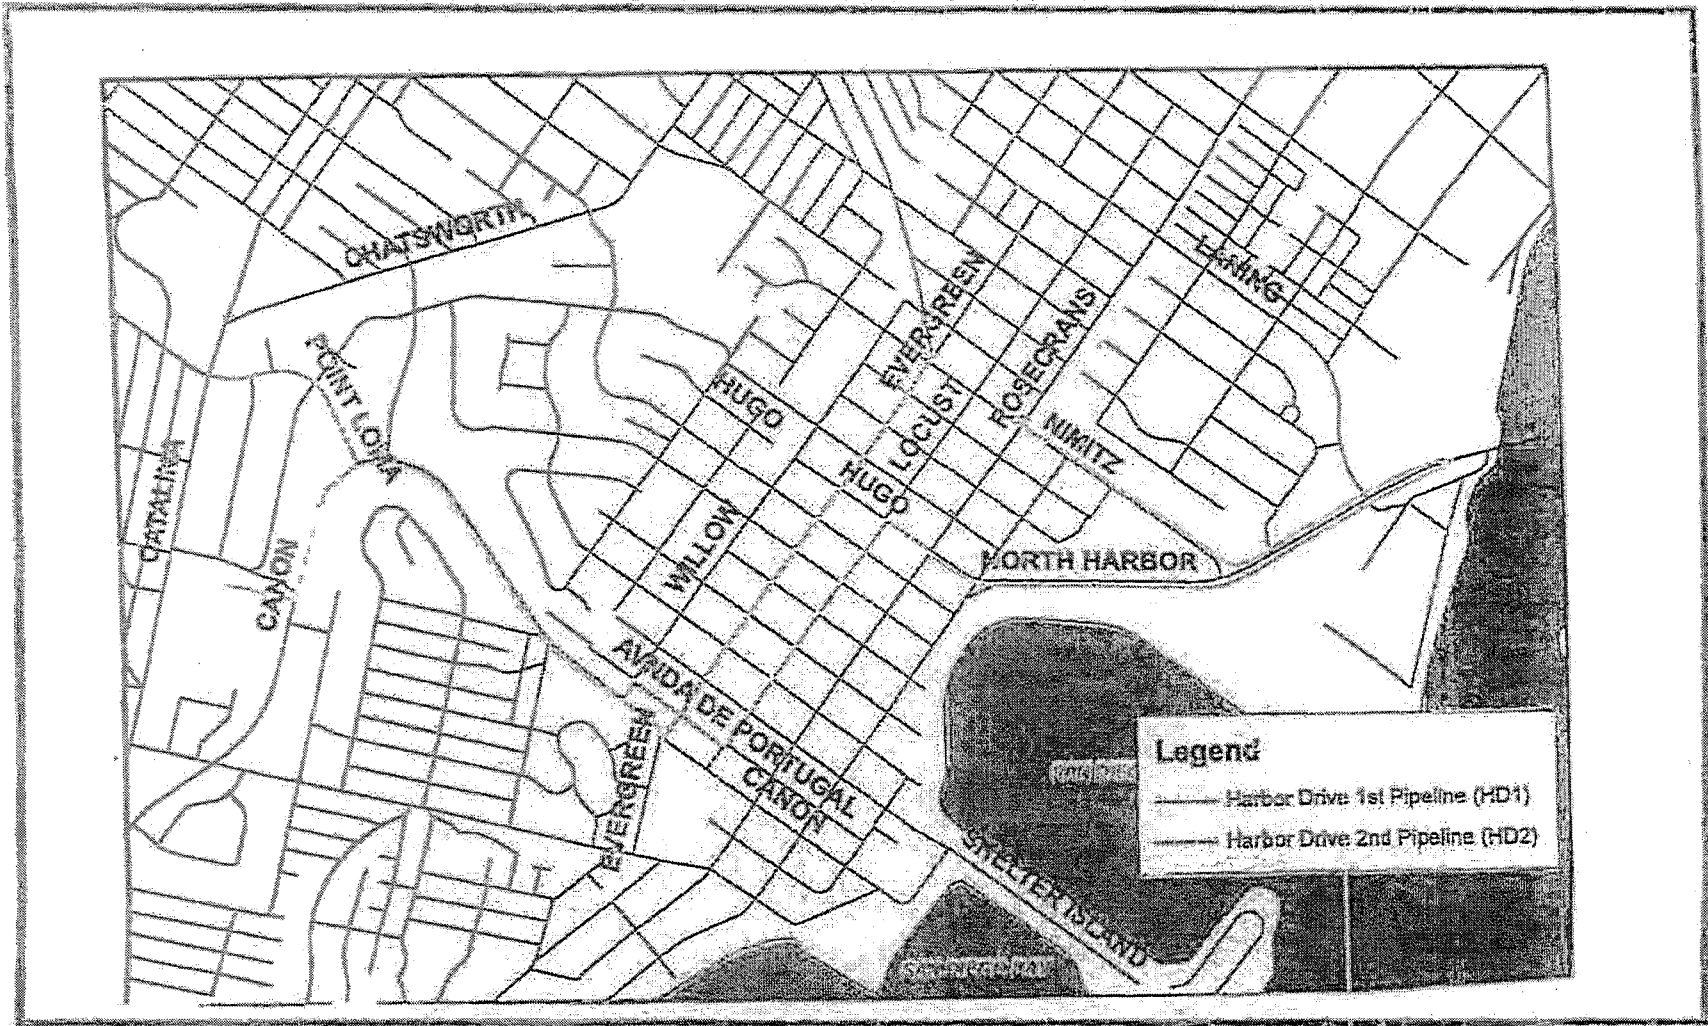 CHATSWORTH
LANING
EVERGREEN
ROSECRANS
POINT LOMA
HUGO
LOCUST
NIMITZ
HUGO
CATALINA
WILLOW
CANON
NORTH HARBOR
AVNIDA DE PORTUGAL
EVERGREEN
CANON
SHELTER ISLAND
Legend
Harbor Drive 1st Pipeline (HD1)
Harbor Drive 2nd Pipeline (HD2)